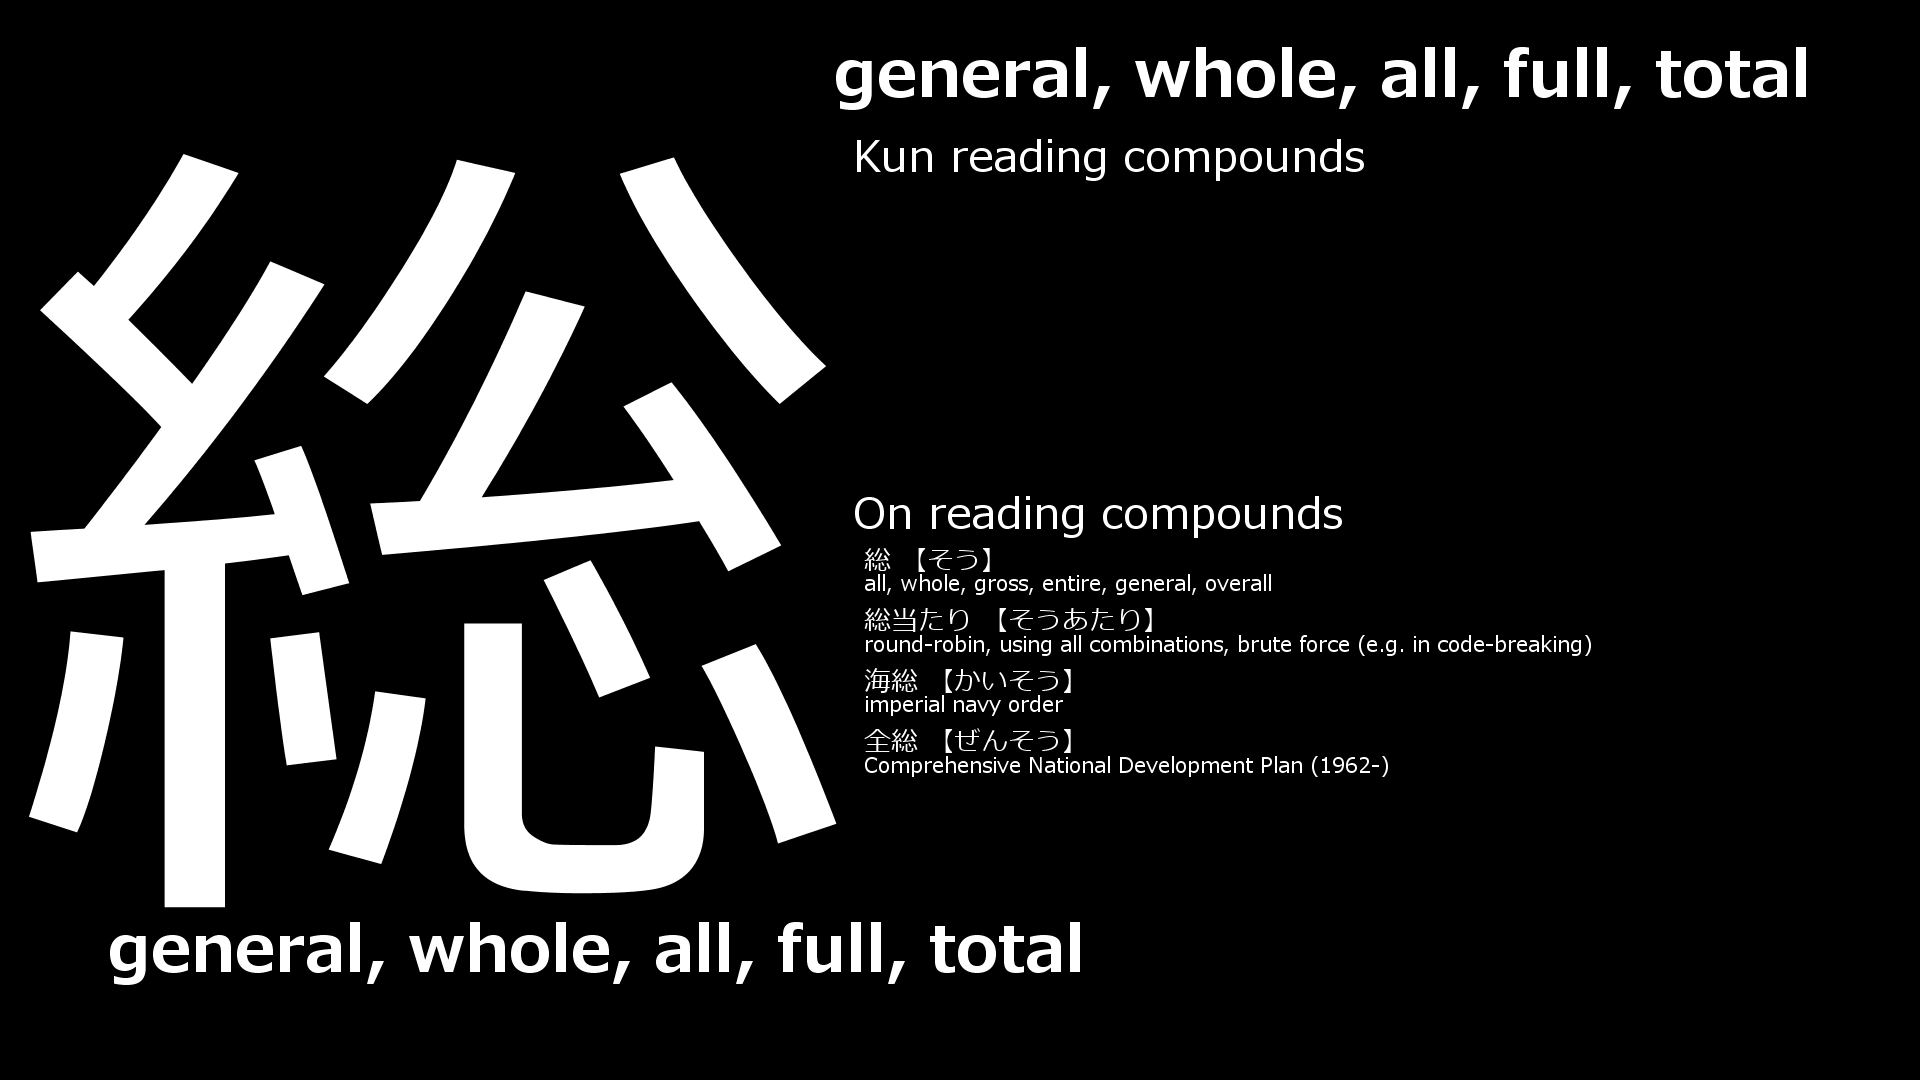 総
general, whole, all, full, total
Kun reading compounds
On reading compounds
総 【そう】
all, whole, gross, entire, general, overall
総当たり 【そうあたり】
round-robin, using all combinations, brute force (e.g. in code-breaking)
海総 【かいそう】
imperial navy order
全総 【ぜんそう】
Comprehensive National Development Plan (1962-)
general, whole, all, full, total